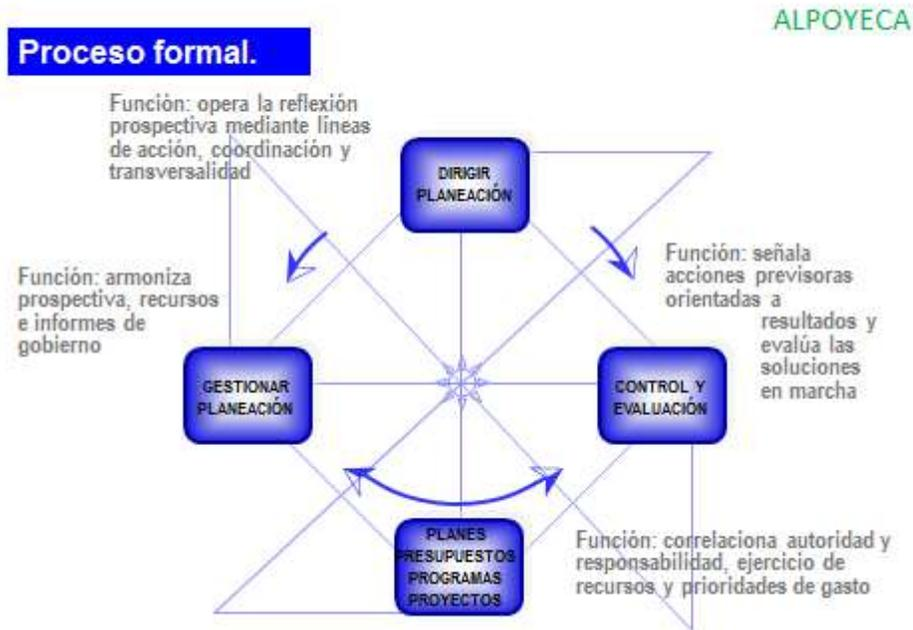 ALPOYECA
Proceso formal.
Función: opera la reflexión
prospectiva mediante líneas
de acción, coordinación y
transversalidad
DIRIGIR
PLANEACIÓN
Función: señala
acciones previsoras
orientadas a
resultados y
evalúa las
soluciones
en marcha
Función: armoniza
prospectiva, recursos
e informes de
gobierno
GESTIONAR
PLANEACIÓN
CONTROL Y
EVALUACIÓN
PLANES
PRESUPUESTOS
PROGRAMAS
PROYECTOS
Función: correlaciona autoridad y
responsabilidad, ejercicio de
recursos y prioridades de gasto